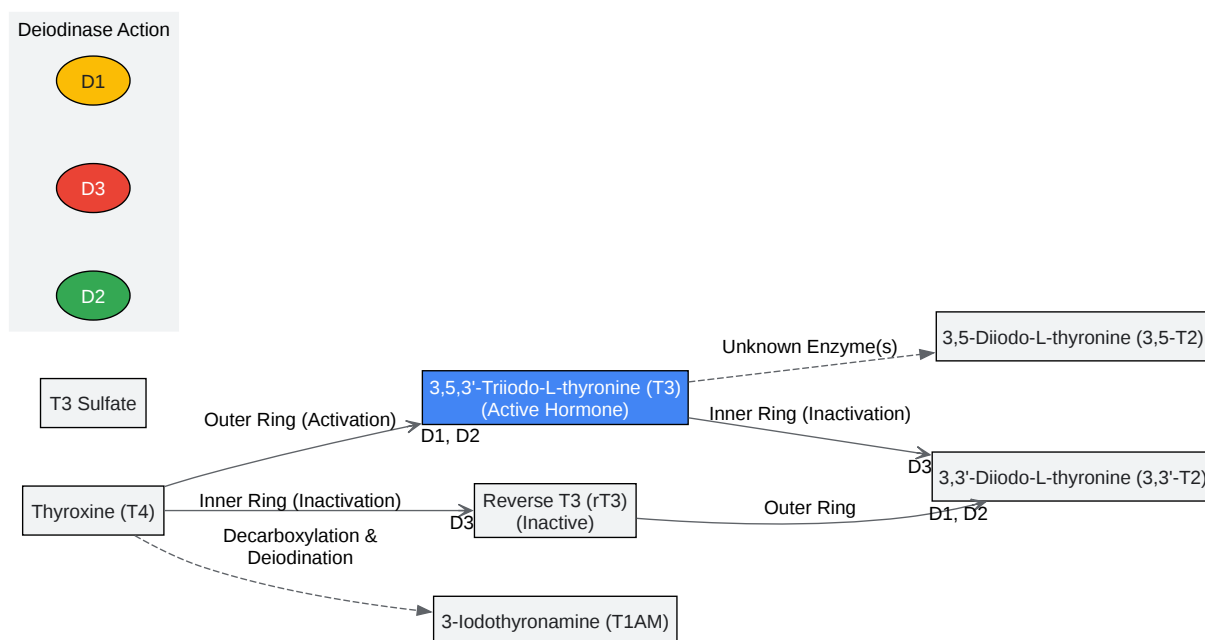 Deiodinase Action
D1
D3
D2
3,5-Diiodo-L-thyronine (3,5-T2)
Unknown Enzyme(s)
3,5,3'-Triiodo-L-thyronine (T3)
(Active Hormone)
T3 Sulfate
Outer Ring (Activation)
Inner Ring (Inactivation)
D1, D2
D3
3,3'-Diiodo-L-thyronine (3,3'-T2)
Thyroxine (T4)
Inner Ring (Inactivation)
D3
Reverse T3 (rT3)
(Inactive)
Outer Ring
D1, D2
Decarboxylation &
Deiodination
3-Iodothyronamine (T1AM)